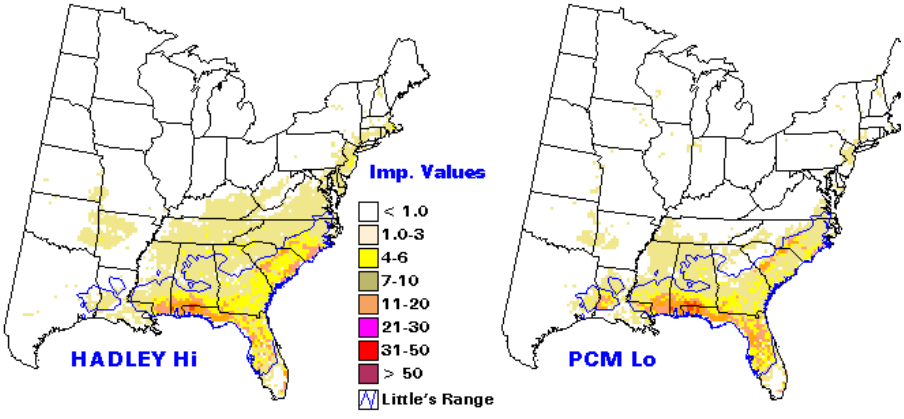 Imp. Values
< 1.0
1.0-3
4-6
7-10
11-20
21-30
31-50
> 50
Little's Range
HADLEY Hi
PCM Lo